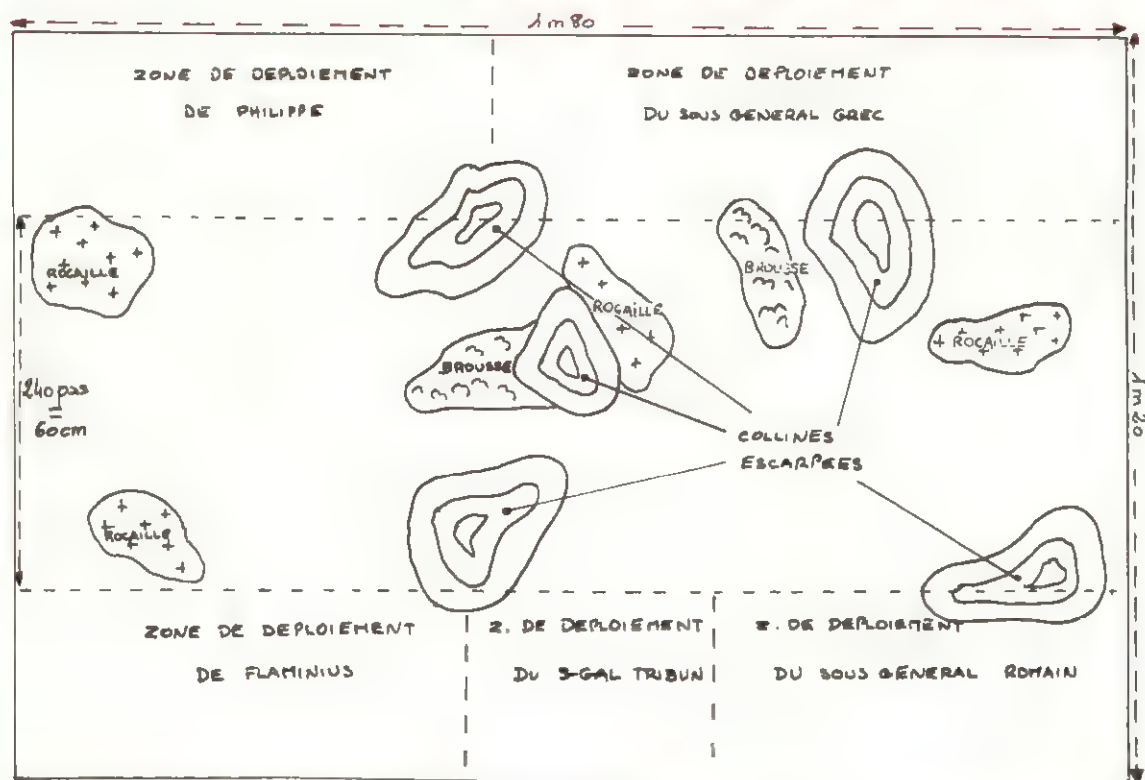 1m80
ZONE DE DEPLOIEMENT
DE PHILIPPE
ZONE DE DEPLOIEMENT
DU SOUS GENERAL GREC
ROCAILLE
ROCAILLE
BROUSSE
BROUSSE
ROCAILLE
240 pas
=
60cm
1m20
COLLINES
ESCARPÉES
ROCAILLE
ZONE DE DEPLOIEMENT
DE FLAMINIUS
Z. DE DEPLOIEMENT
DU S-GAL TRIBUN
Z. DE DEPLOIEMENT
DU SOUS GENERAL ROMAIN